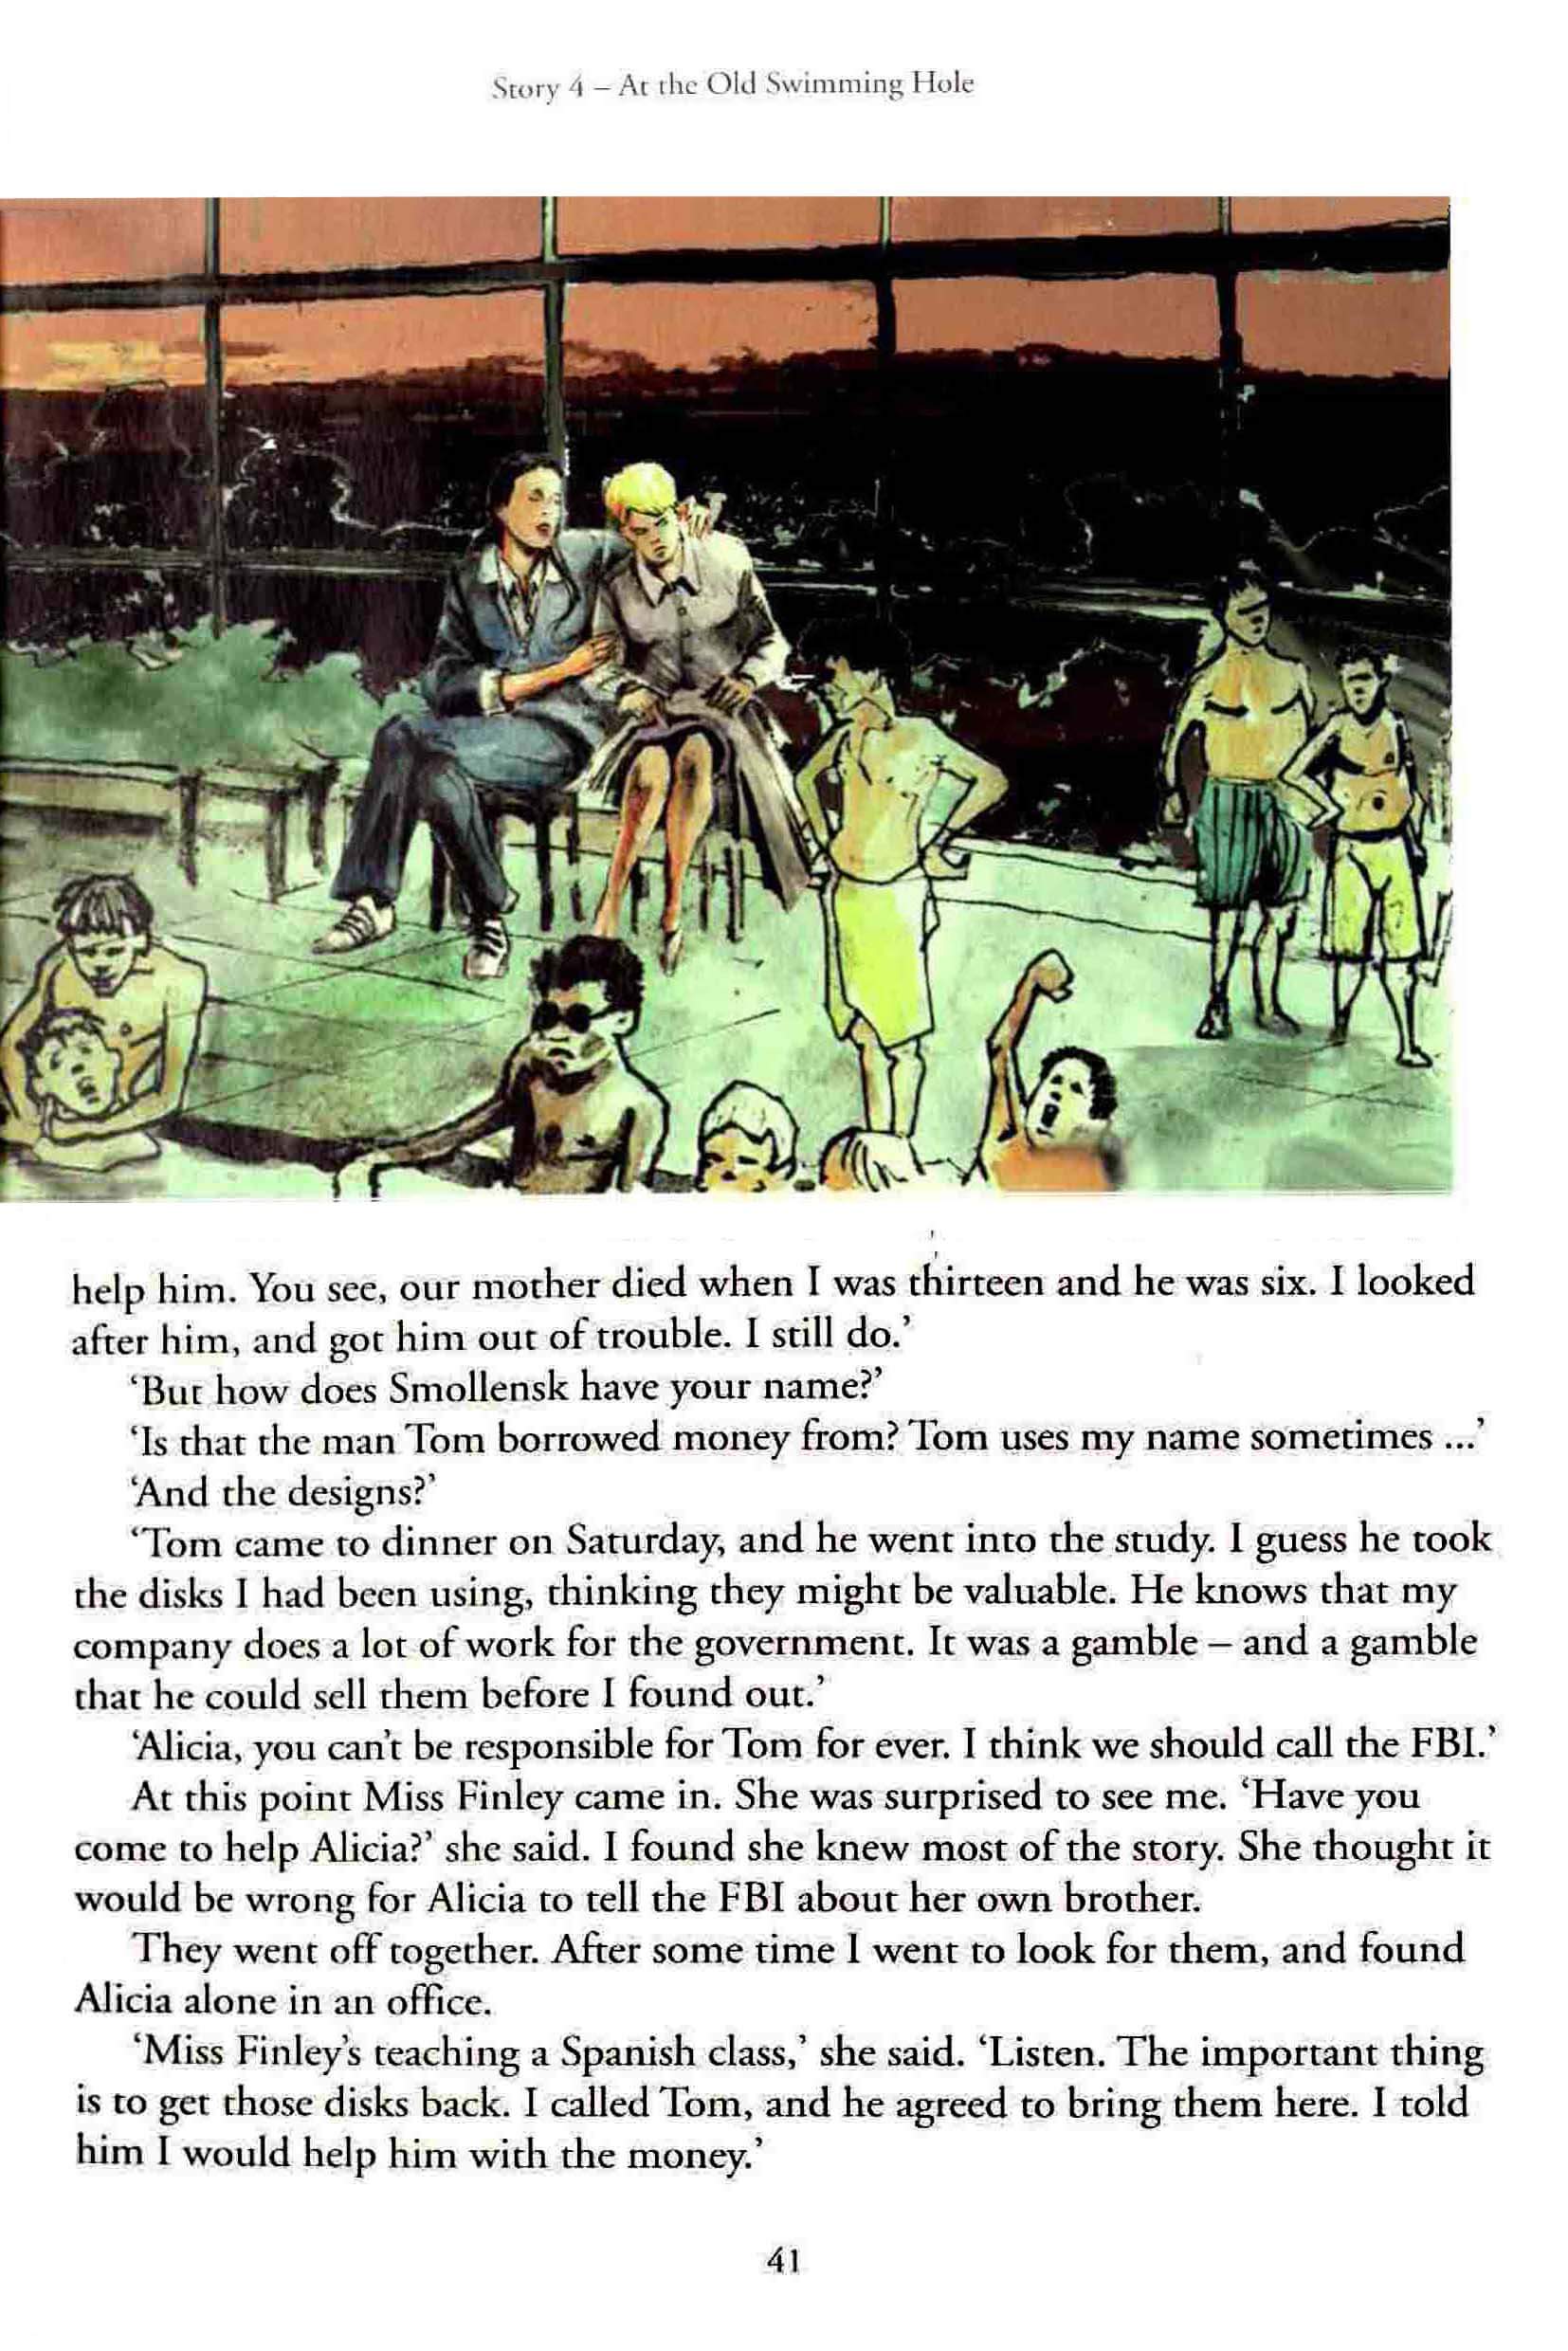 Story 4 – At the Old Swimming Hole
help him. You see, our mother died when I was thirteen and he was six. I looked
after him, and got him out of trouble. I still do.’
‘But how does Smollensk have your name?’
‘Is that the man Tom borrowed money from? Tom uses my name sometimes ...’
‘And the designs?’
‘Tom came to dinner on Saturday, and he went into the study. I guess he took
the disks I had been using, thinking they might be valuable. He knows that my
company does a lot of work for the government. It was a gamble – and a gamble
that he could sell them before I found out.’
‘Alicia, you can’t be responsible for Tom for ever. I think we should call the FBI.’
At this point Miss Finley came in. She was surprised to see me. ‘Have you
come to help Alicia?’ she said. I found she knew most of the story. She thought it
would be wrong for Alicia to tell the FBI about her own brother.
They went off together. After some time I went to look for them, and found
Alicia alone in an office.
‘Miss Finley’s teaching a Spanish class,’ she said. ‘Listen. The important thing
is to get those disks back. I called Tom, and he agreed to bring them here. I told
him I would help him with the money.’
41